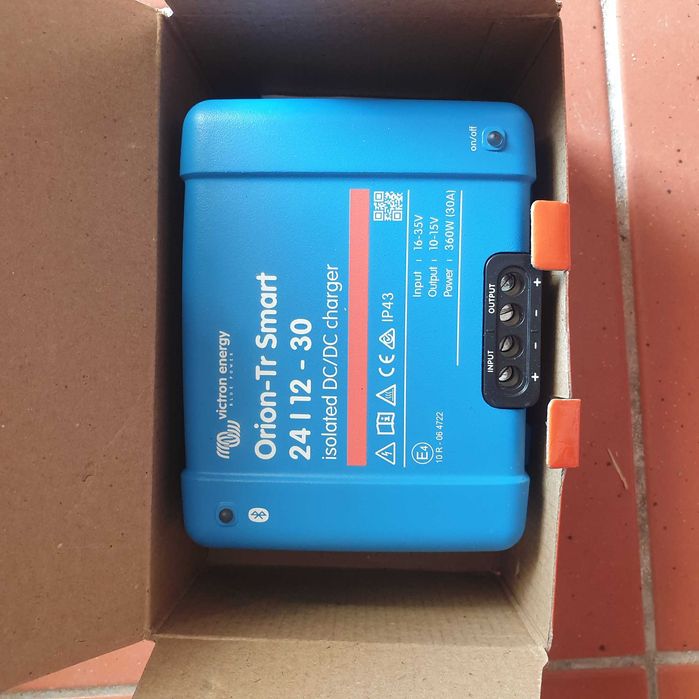 victron energy
BLUE POWER
Orion-Tr Smart
24 | 12 - 30
isolated DC/DC charger
IP43
CE
E4
10 R - 06 4722
Input : 16-35V
Output : 10-15V
Power : 360W (30A)
INPUT OUTPUT
+ - - +
on/off